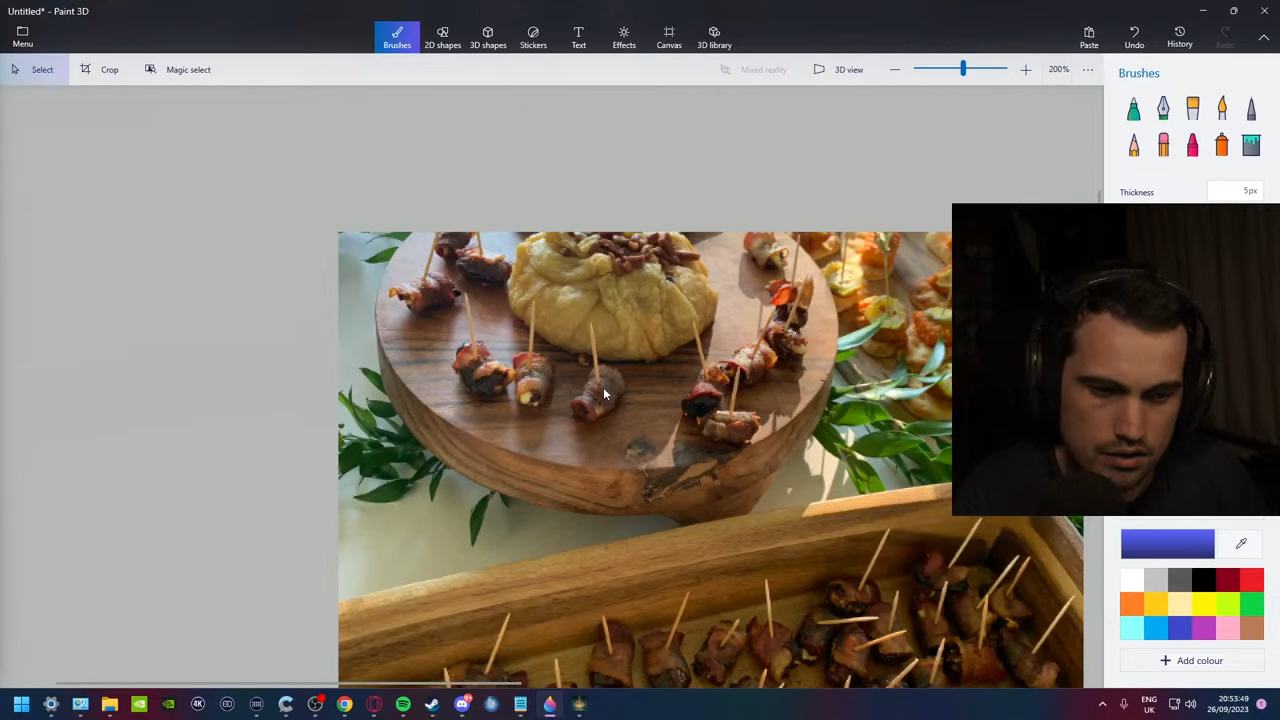 Untitled* - Paint 3D
Menu
Brushes
2D shapes
3D shapes
Stickers
Text
Effects
Canvas
3D library
Paste
Undo
History
Redo
Select
Crop
Magic select
Mixed reality
3D view
200%
Brushes
Thickness
5px
+ Add colour
ENG
UK
20:53:49
26/09/2023